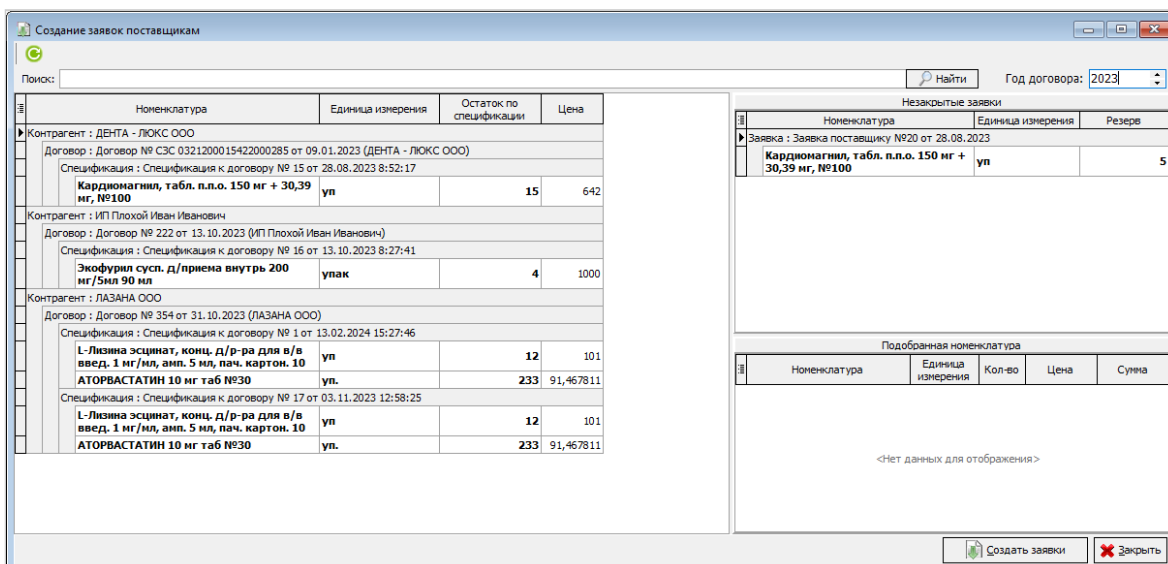 Создание заявок поставщикам
Поиск:
Найти
Год договора: 2023
Номенклатура
Единица измерения
Остаток по
спецификации
Цена
Контрагент : ДЕНТА - ЛЮКС ООО
Договор : Договор № СЗС 0321200015422000285 от 09.01.2023 (ДЕНТА - ЛЮКС ООО)
Спецификация : Спецификация к договору № 15 от 28.08.2023 8:52:17
Кардиомагнил, табл. п.п.о. 150 мг + 30,39
мг, №100
уп
15
642
Контрагент : ИП Плохой Иван Иванович
Договор : Договор № 222 от 13.10.2023 (ИП Плохой Иван Иванович)
Спецификация : Спецификация к договору № 16 от 13.10.2023 8:27:41
Экофурил сусп. д/приема внутрь 200
мг/5мл 90 мл
упак
4
1000
Контрагент : ЛАЗАНА ООО
Договор : Договор № 354 от 31.10.2023 (ЛАЗАНА ООО)
Спецификация : Спецификация к договору № 1 от 13.02.2024 15:27:46
L-Лизина эсцинат, конц. д/р-ра для в/в
введ. 1 мг/мл, амп. 5 мл, пач. картон. 10
уп
12
101
АТОРВАСТАТИН 10 мг таб №30
уп.
233
91,467811
Спецификация : Спецификация к договору № 17 от 03.11.2023 12:58:25
L-Лизина эсцинат, конц. д/р-ра для в/в
введ. 1 мг/мл, амп. 5 мл, пач. картон. 10
уп
12
101
АТОРВАСТАТИН 10 мг таб №30
уп.
233
91,467811
Незакрытые заявки
Номенклатура
Единица измерения
Резерв
Заявка : Заявка поставщику №20 от 28.08.2023
Кардиомагнил, табл. п.п.о. 150 мг +
30,39 мг, №100
уп
5
Подобранная номенклатура
Номенклатура
Единица
измерения
Кол-во
Цена
Сумма
<Нет данных для отображения>
Создать заявки
Закрыть